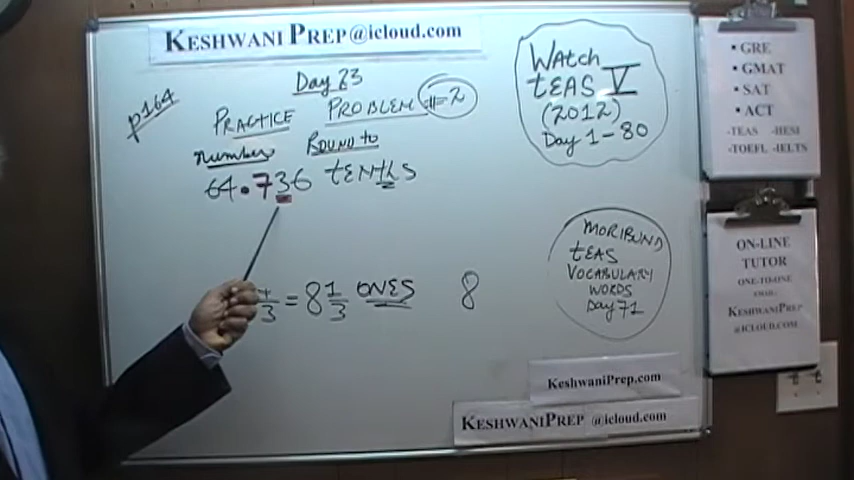 KESHWANI PREP@icloud.com
Day 23
p164
PRACTICE PROBLEM #=2
number ROUND to
64.736 tENthS
/3 = 8 1/3 ONES 8
WAtch
tEAS V
(2012)
Day 1-80
MORIBUND
tEAS
VOCABULARY
WORDS
Day 71
• GRE
• GMAT
• SAT
• ACT
-TEAS -HESI
-TOEFL -IELTS
ON-LINE
TUTOR
ONE-TO-ONE
EMAIL:
KESHWANIPREP
@ICLOUD.COM
KeshwaniPrep.com
KESHWANIPREP @icloud.com